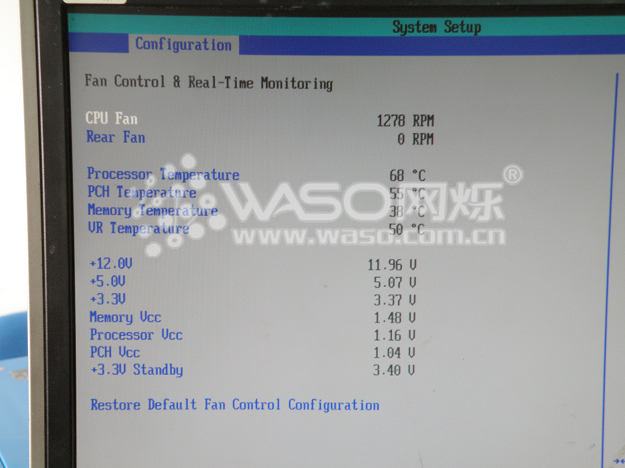 System Setup
Configuration
Fan Control & Real-Time Monitoring
CPU Fan 1278 RPM
Rear Fan 0 RPM
Processor Temperature 68 °C
PCH Temperature 55 °C
Memory Temperature 38 °C
VR Temperature 50 °C
WASO网烁®
www.waso.com.cn
+12.0V 11.96 V
+5.0V 5.07 V
+3.3V 3.37 V
Memory Vcc 1.48 V
Processor Vcc 1.16 V
PCH Vcc 1.04 V
+3.3V Standby 3.40 V
Restore Default Fan Control Configuration